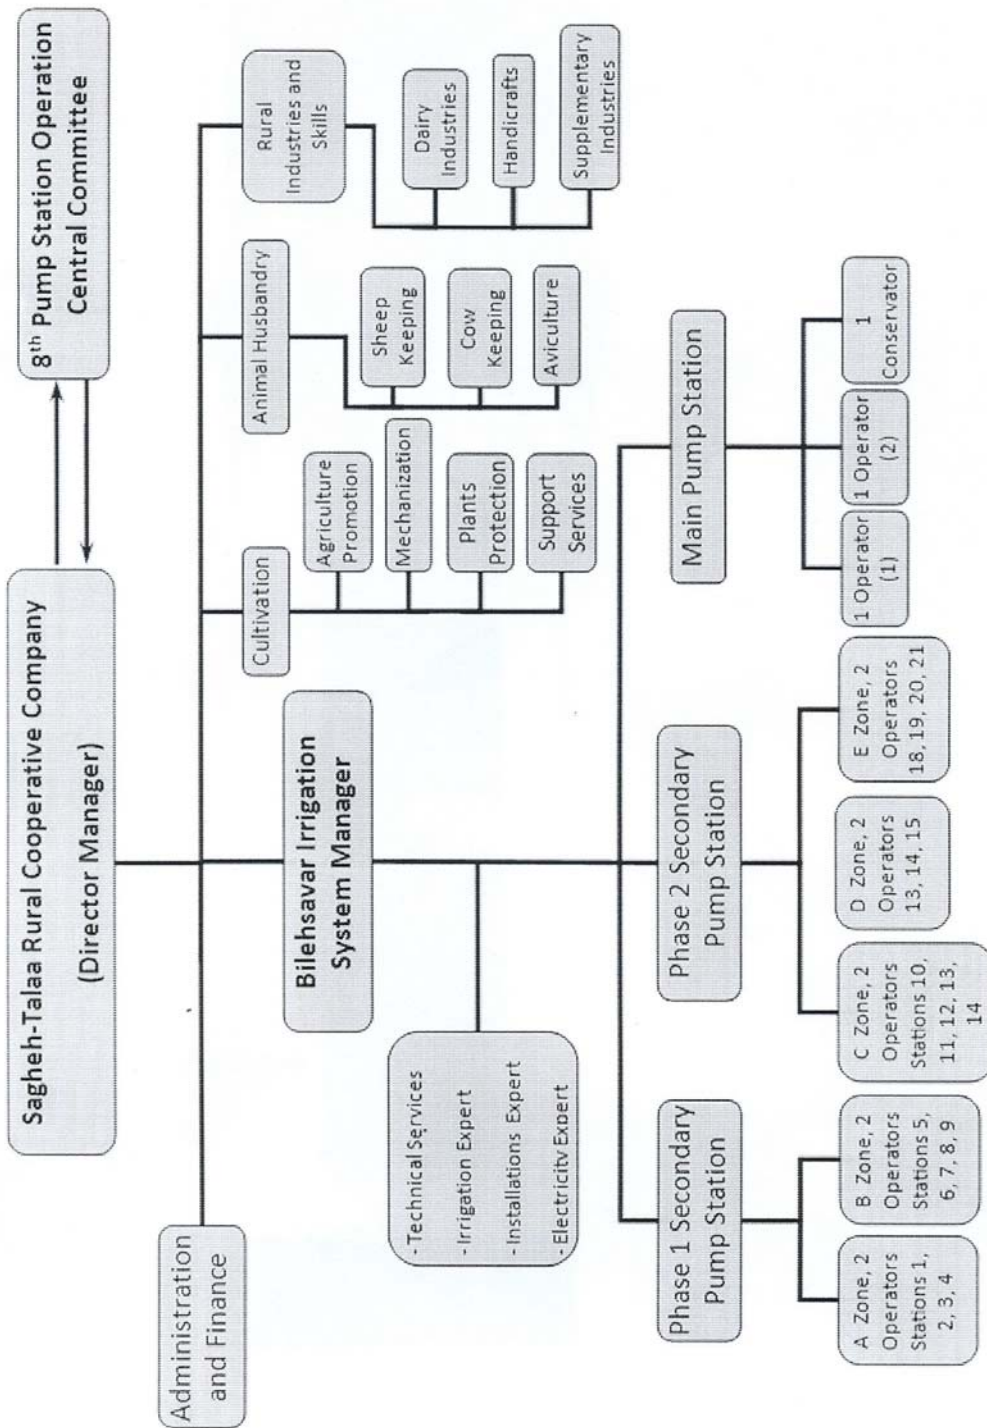 Sagheh-Talaa Rural Cooperative Company
(Director Manager)
8th Pump Station Operation
Central Committee
Administration
and Finance
Bilehsavar Irrigation
System Manager
Cultivation
Agriculture
Promotion
Mechanization
Plants
Protection
Support
Services
Animal Husbandry
Sheep
Keeping
Cow
Keeping
Aviculture
Rural
Industries and
Skills
Dairy
Industries
Handicrafts
Supplementary
Industries
- Technical Services
- Irrigation Expert
- Installations Expert
- Electricity Expert
Phase 1 Secondary
Pump Station
Phase 2 Secondary
Pump Station
Main Pump Station
A Zone, 2
Operators
Stations 1,
2, 3, 4
B Zone, 2
Operators
Stations 5,
6, 7, 8, 9
C Zone, 2
Operators
Stations 10,
11, 12, 13,
14
D Zone, 2
Operators
13, 14, 15
E Zone, 2
Operators
18, 19, 20, 21
1 Operator
(1)
1 Operator
(2)
1
Conservator